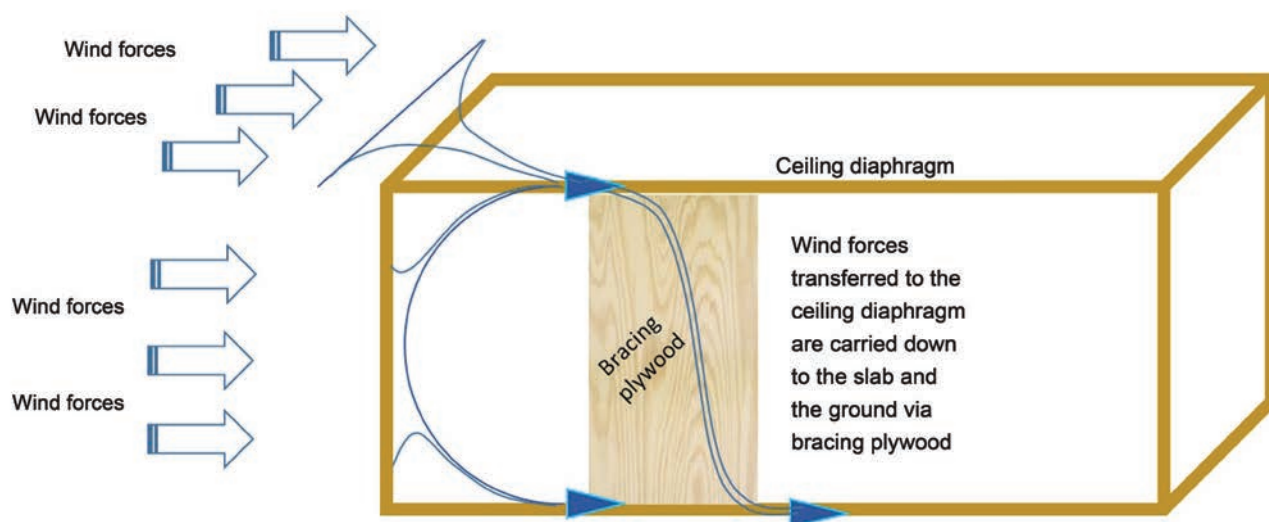 Wind forces
Wind forces
Ceiling diaphragm
Wind forces
Wind forces
Bracing
plywood
Wind forces
transferred to the
ceiling diaphragm
are carried down
to the slab and
the ground via
bracing plywood